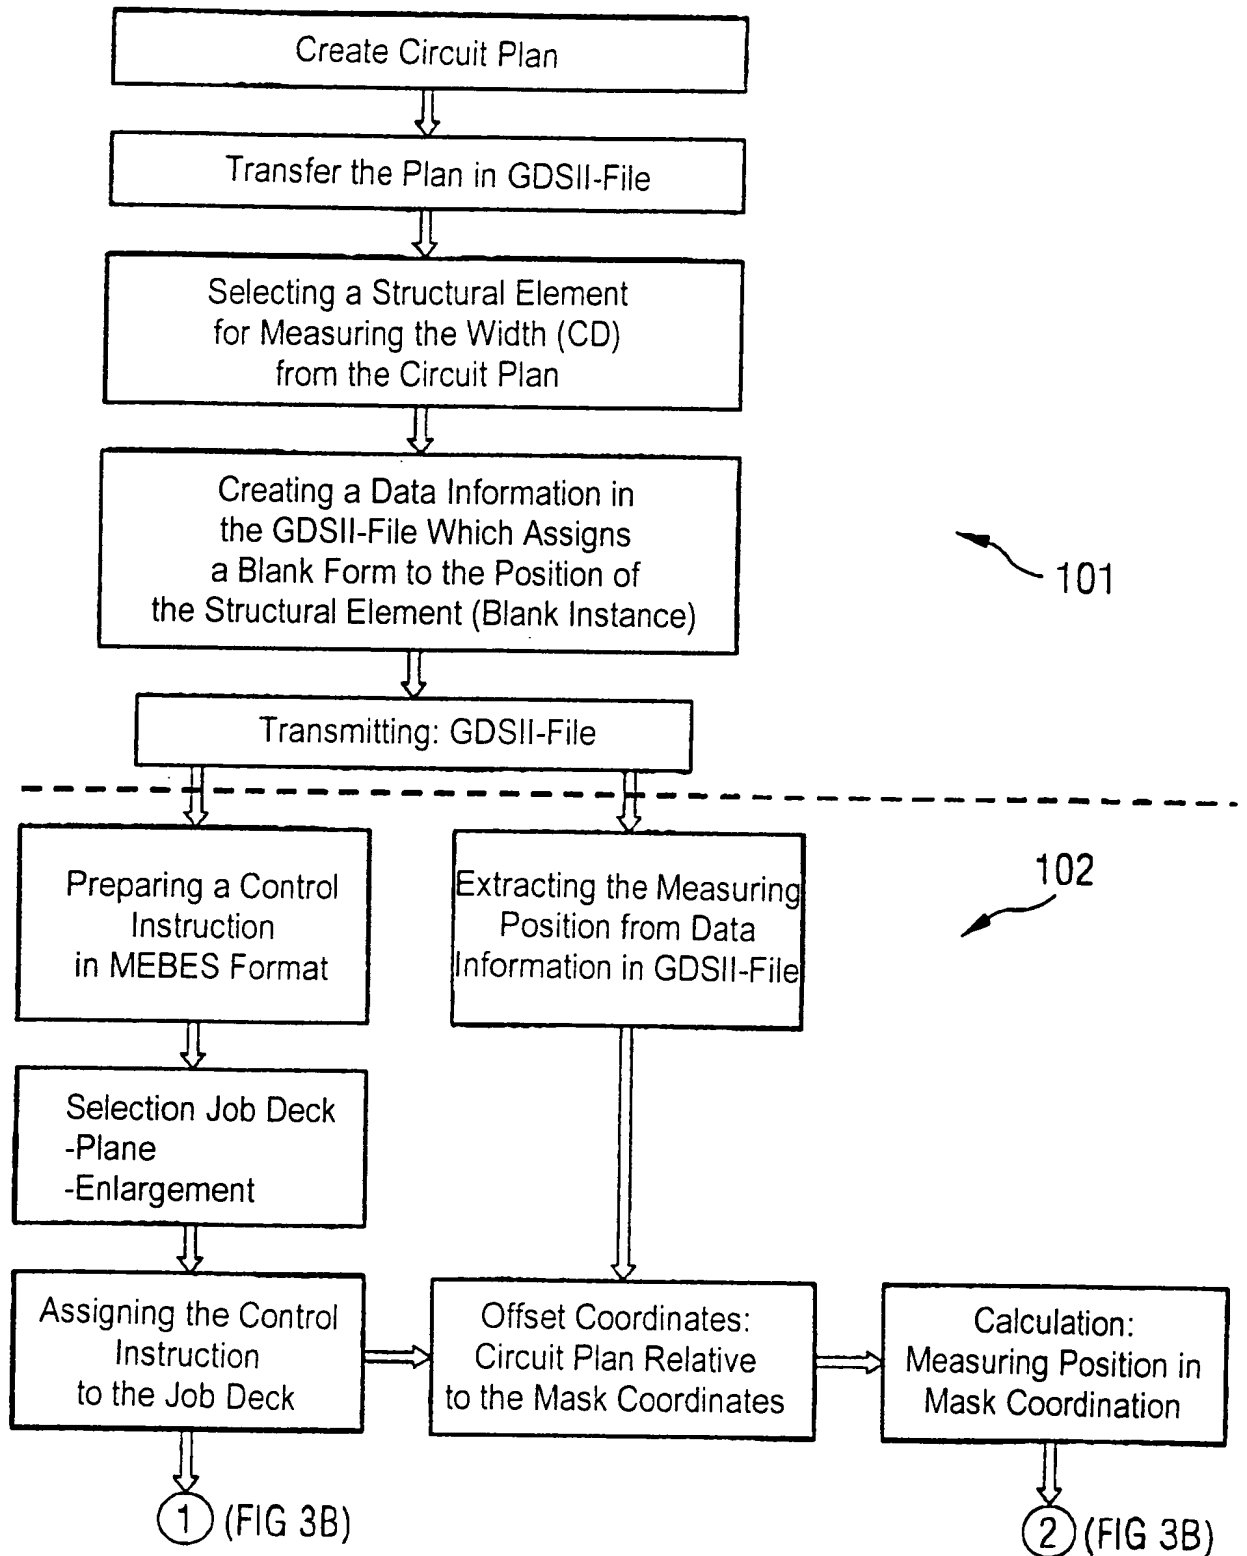 Create Circuit Plan
Transfer the Plan in GDSII-File
Selecting a Structural Element
for Measuring the Width (CD)
from the Circuit Plan
Creating a Data Information in
the GDSII-File Which Assigns
a Blank Form to the Position of
the Structural Element (Blank Instance)
101
Transmitting: GDSII-File
Preparing a Control
Instruction
in MEBES Format
Extracting the Measuring
Position from Data
Information in GDSII-File
102
Selection Job Deck
-Plane
-Enlargement
Assigning the Control
Instruction
to the Job Deck
Offset Coordinates:
Circuit Plan Relative
to the Mask Coordinates
Calculation:
Measuring Position in
Mask Coordination
1 (FIG 3B)
2 (FIG 3B)